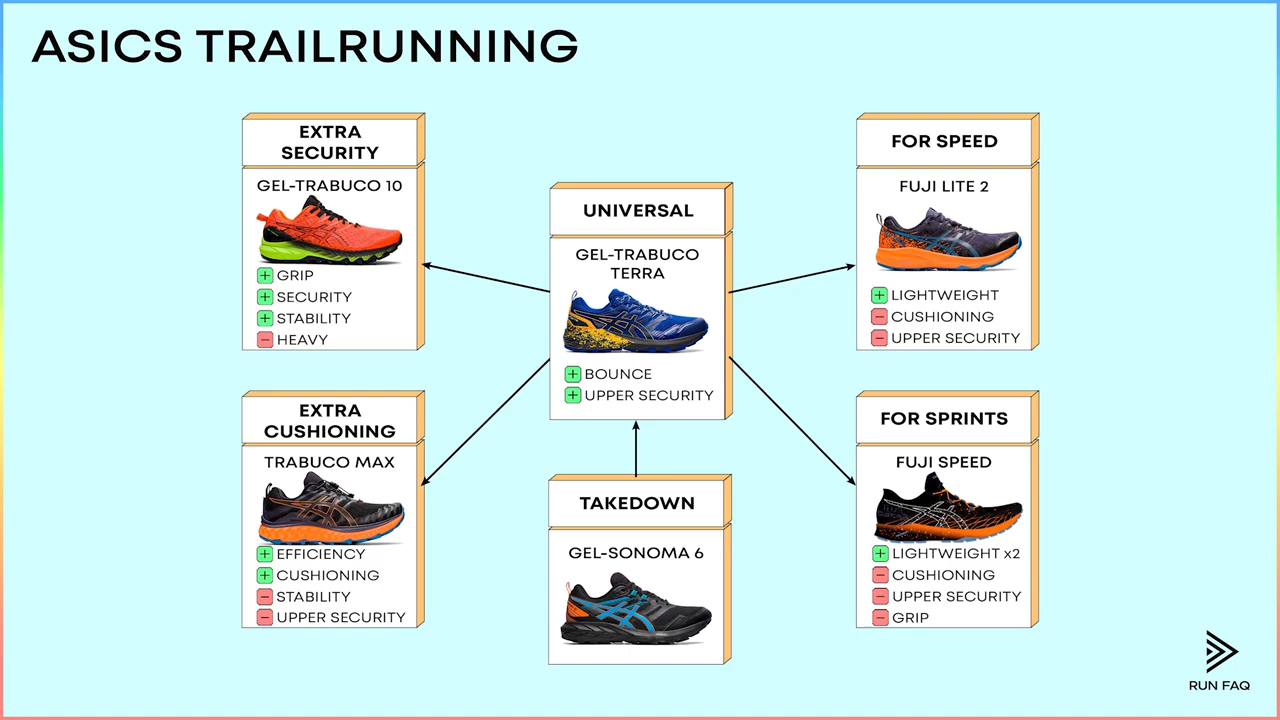 ASICS TRAILRUNNING
EXTRA
SECURITY
GEL-TRABUCO 10
+ GRIP
+ SECURITY
+ STABILITY
- HEAVY
EXTRA
CUSHIONING
TRABUCO MAX
+ EFFICIENCY
+ CUSHIONING
- STABILITY
- UPPER SECURITY
UNIVERSAL
GEL-TRABUCO
TERRA
+ BOUNCE
+ UPPER SECURITY
TAKEDOWN
GEL-SONOMA 6
FOR SPEED
FUJI LITE 2
+ LIGHTWEIGHT
- CUSHIONING
- UPPER SECURITY
FOR SPRINTS
FUJI SPEED
+ LIGHTWEIGHT x2
- CUSHIONING
- UPPER SECURITY
- GRIP
RUN FAQ